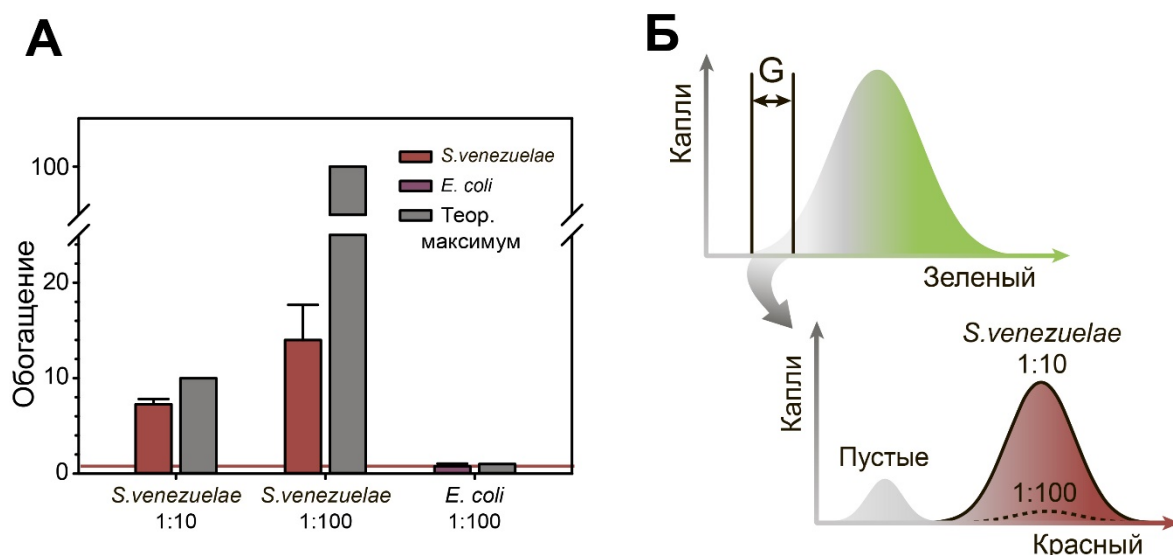 А
Обогащение
100
20
10
0
S.venezuelae
E. coli
Теор.
максимум
S.venezuelae
1:10
S.venezuelae
1:100
E. coli
1:100
Б
Капли
G
Зеленый
Капли
Пустые
S.venezuelae
1:10
1:100
Красный